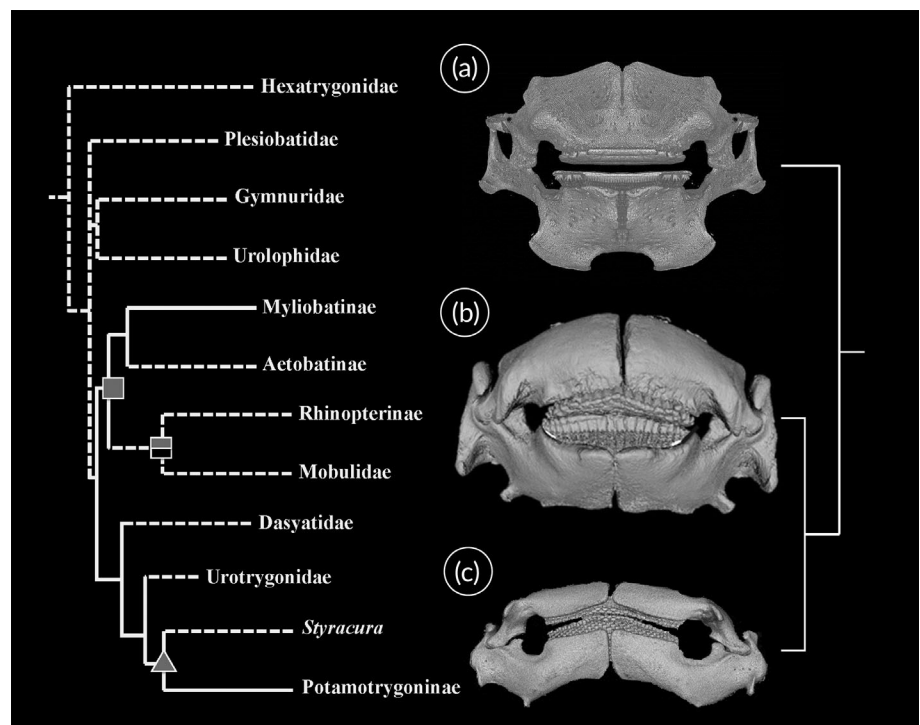 (a)
Hexatrygonidae
Plesiobatidae
Gymnuridae
Urolophidae
(b)
Myliobatinae
Aetobatinae
Rhinopterinae
Mobulidae
Dasyatidae
(c)
Urotrygonidae
Styracura
Potamotrygoninae